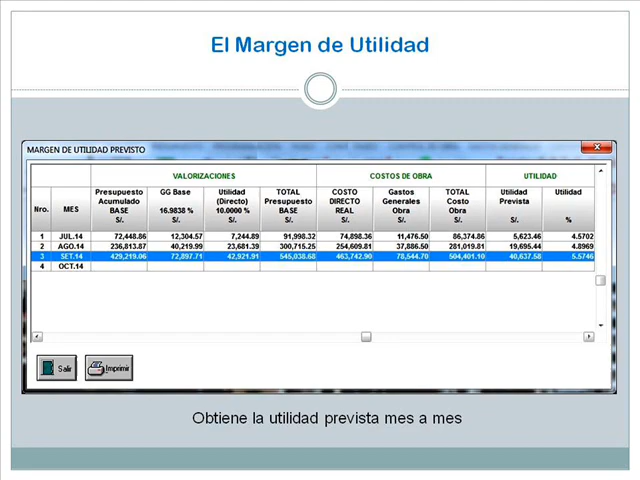 El Margen de Utilidad
MARGEN DE UTILIDAD PREVISTO
VALORIZACIONES COSTOS DE OBRA UTILIDAD
Nro. MES Presupuesto Acumulado BASE S/. GG Base 16.9838 % S/. Utilidad (Directo) 10.0000 % S/. TOTAL Presupuesto BASE S/. COSTO DIRECTO REAL S/. Gastos Generales Obra S/. TOTAL Costo Obra S/. Utilidad Prevista S/. Utilidad %
1 JUL.14 72,448.86 12,304.57 7,244.89 91,998.32 74,898.36 11,476.50 86,374.86 5,623.46 4.5702
2 AGO.14 236,813.87 40,219.99 23,681.39 300,715.25 254,609.81 37,886.50 281,019.81 19,695.44 4.8969
3 SET.14 429,219.06 72,897.71 42,921.91 545,038.68 463,742.90 78,544.70 504,401.10 40,637.58 5.5746
4 OCT.14
Salir Imprimir
Obtiene la utilidad prevista mes a mes